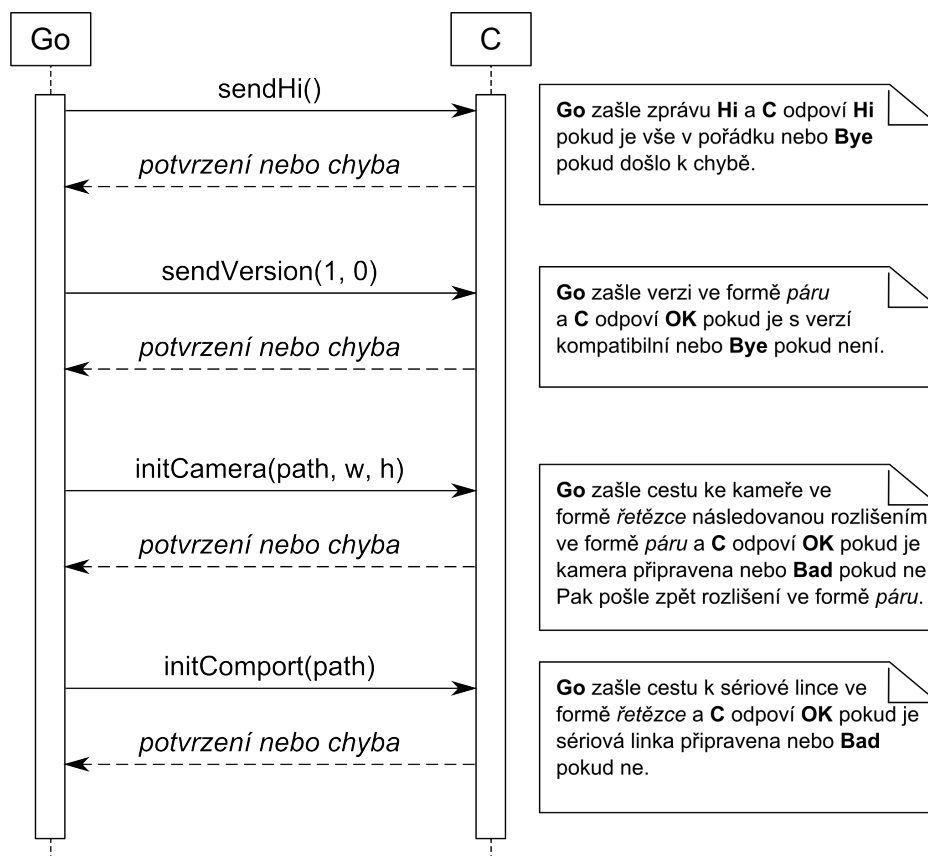 Go
C
sendHi()
potvrzení nebo chyba
Go zašle zprávu Hi a C odpoví Hi
pokud je vše v pořádku nebo Bye
pokud došlo k chybě.
sendVersion(1, 0)
potvrzení nebo chyba
Go zašle verzi ve formě páru
a C odpoví OK pokud je s verzí
kompatibilní nebo Bye pokud není.
initCamera(path, w, h)
potvrzení nebo chyba
Go zašle cestu ke kameře ve
formě řetězce následovanou rozlišením
ve formě páru a C odpoví OK pokud je
kamera připravena nebo Bad pokud ne
Pak pošle zpět rozlišení ve formě páru.
initComport(path)
potvrzení nebo chyba
Go zašle cestu k sériové lince ve
formě řetězce a C odpoví OK pokud je
sériová linka připravena nebo Bad
pokud ne.